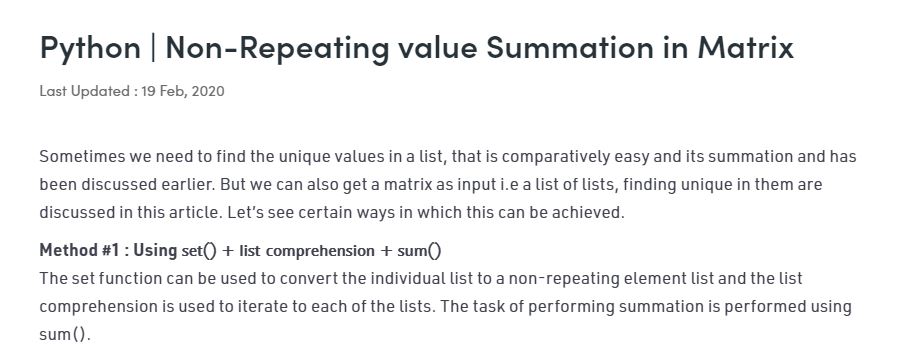 Python | Non-Repeating value Summation in Matrix
Last Updated : 19 Feb, 2020
Sometimes we need to find the unique values in a list, that is comparatively easy and its summation and has
been discussed earlier. But we can also get a matrix as input i.e a list of lists, finding unique in them are
discussed in this article. Let's see certain ways in which this can be achieved.
Method #1 : Using set() + list comprehension + sum()
The set function can be used to convert the individual list to a non-repeating element list and the list
comprehension is used to iterate to each of the lists. The task of performing summation is performed using
sum().